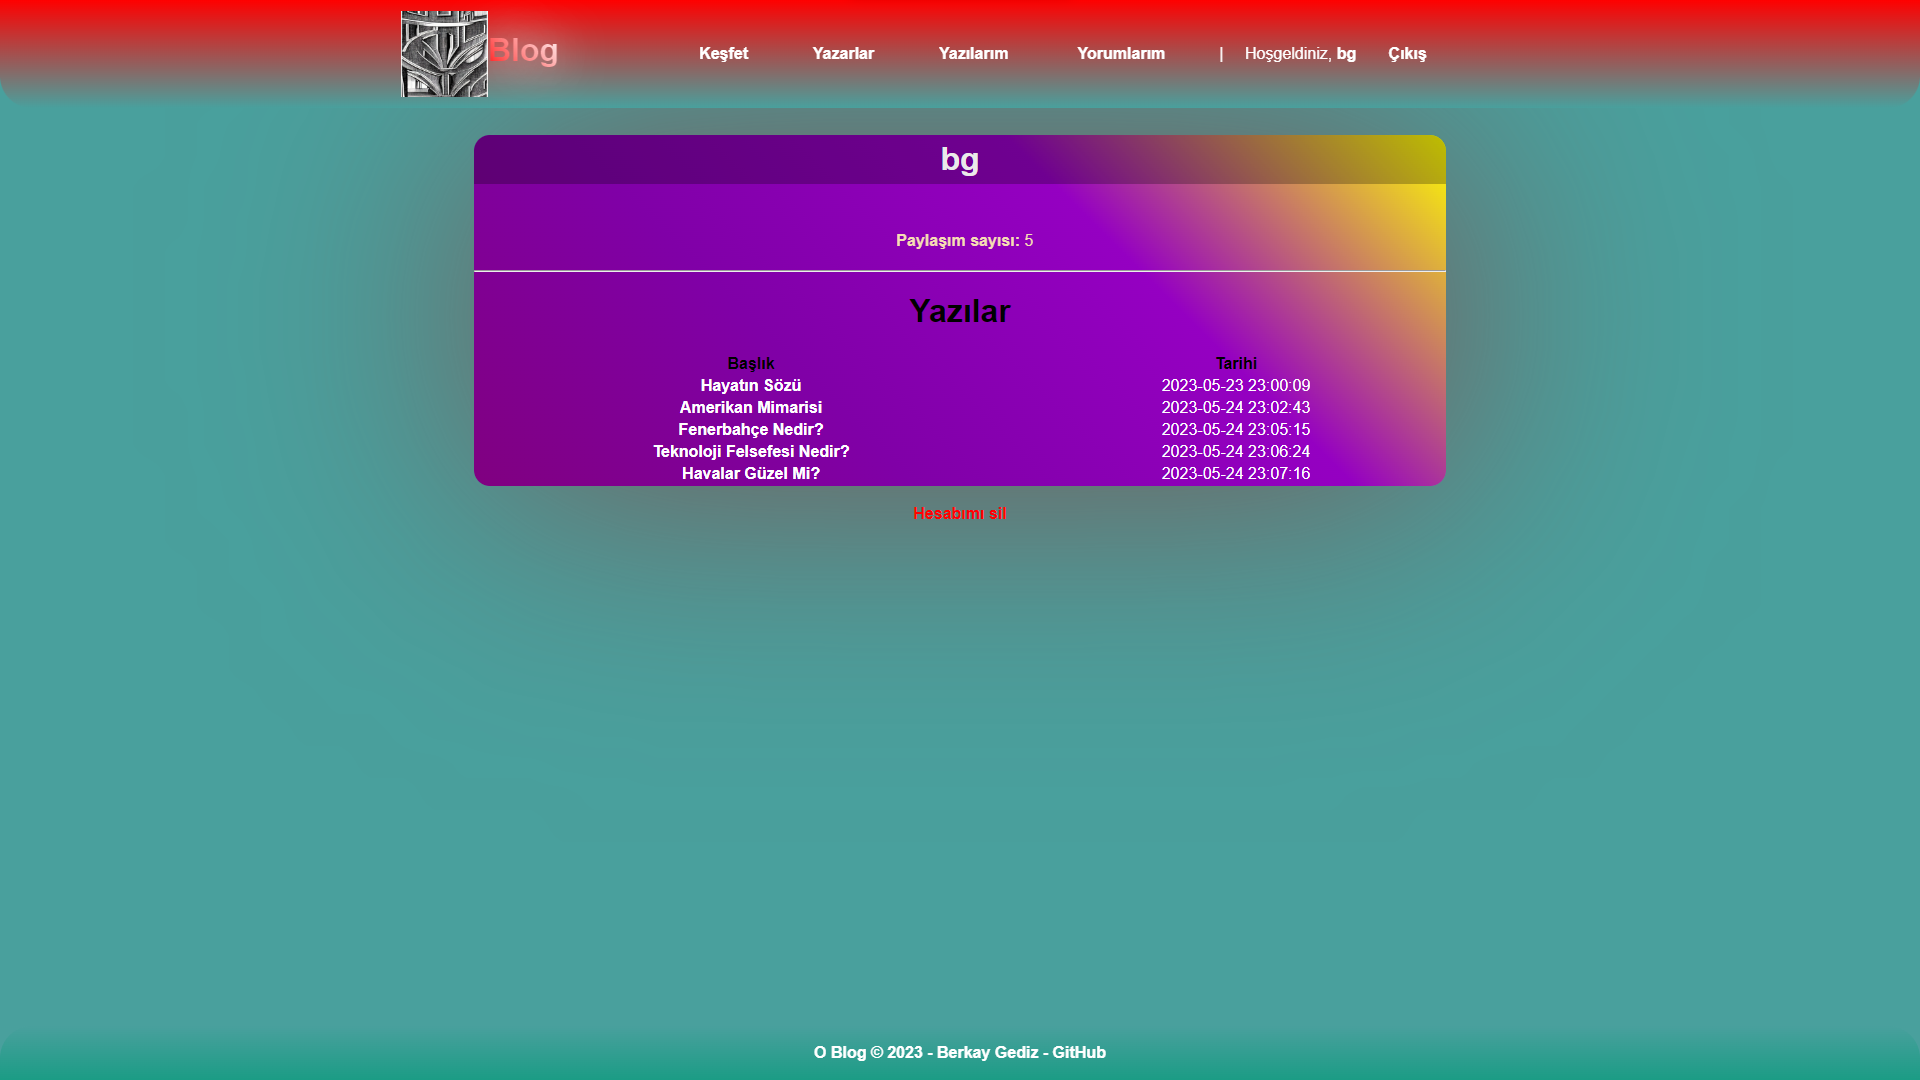 Blog Keşfet Yazarlar Yazılarım Yorumlarım | Hoşgeldiniz, bg Çıkış
bg
Paylaşım sayısı: 5
Yazılar
Başlık Tarihi
Hayatın Sözü 2023-05-23 23:00:09
Amerikan Mimarisi 2023-05-24 23:02:43
Fenerbahçe Nedir? 2023-05-24 23:05:15
Teknoloji Felsefesi Nedir? 2023-05-24 23:06:24
Havalar Güzel Mi? 2023-05-24 23:07:16
Hesabımı sil
O Blog © 2023 - Berkay Gediz - GitHub